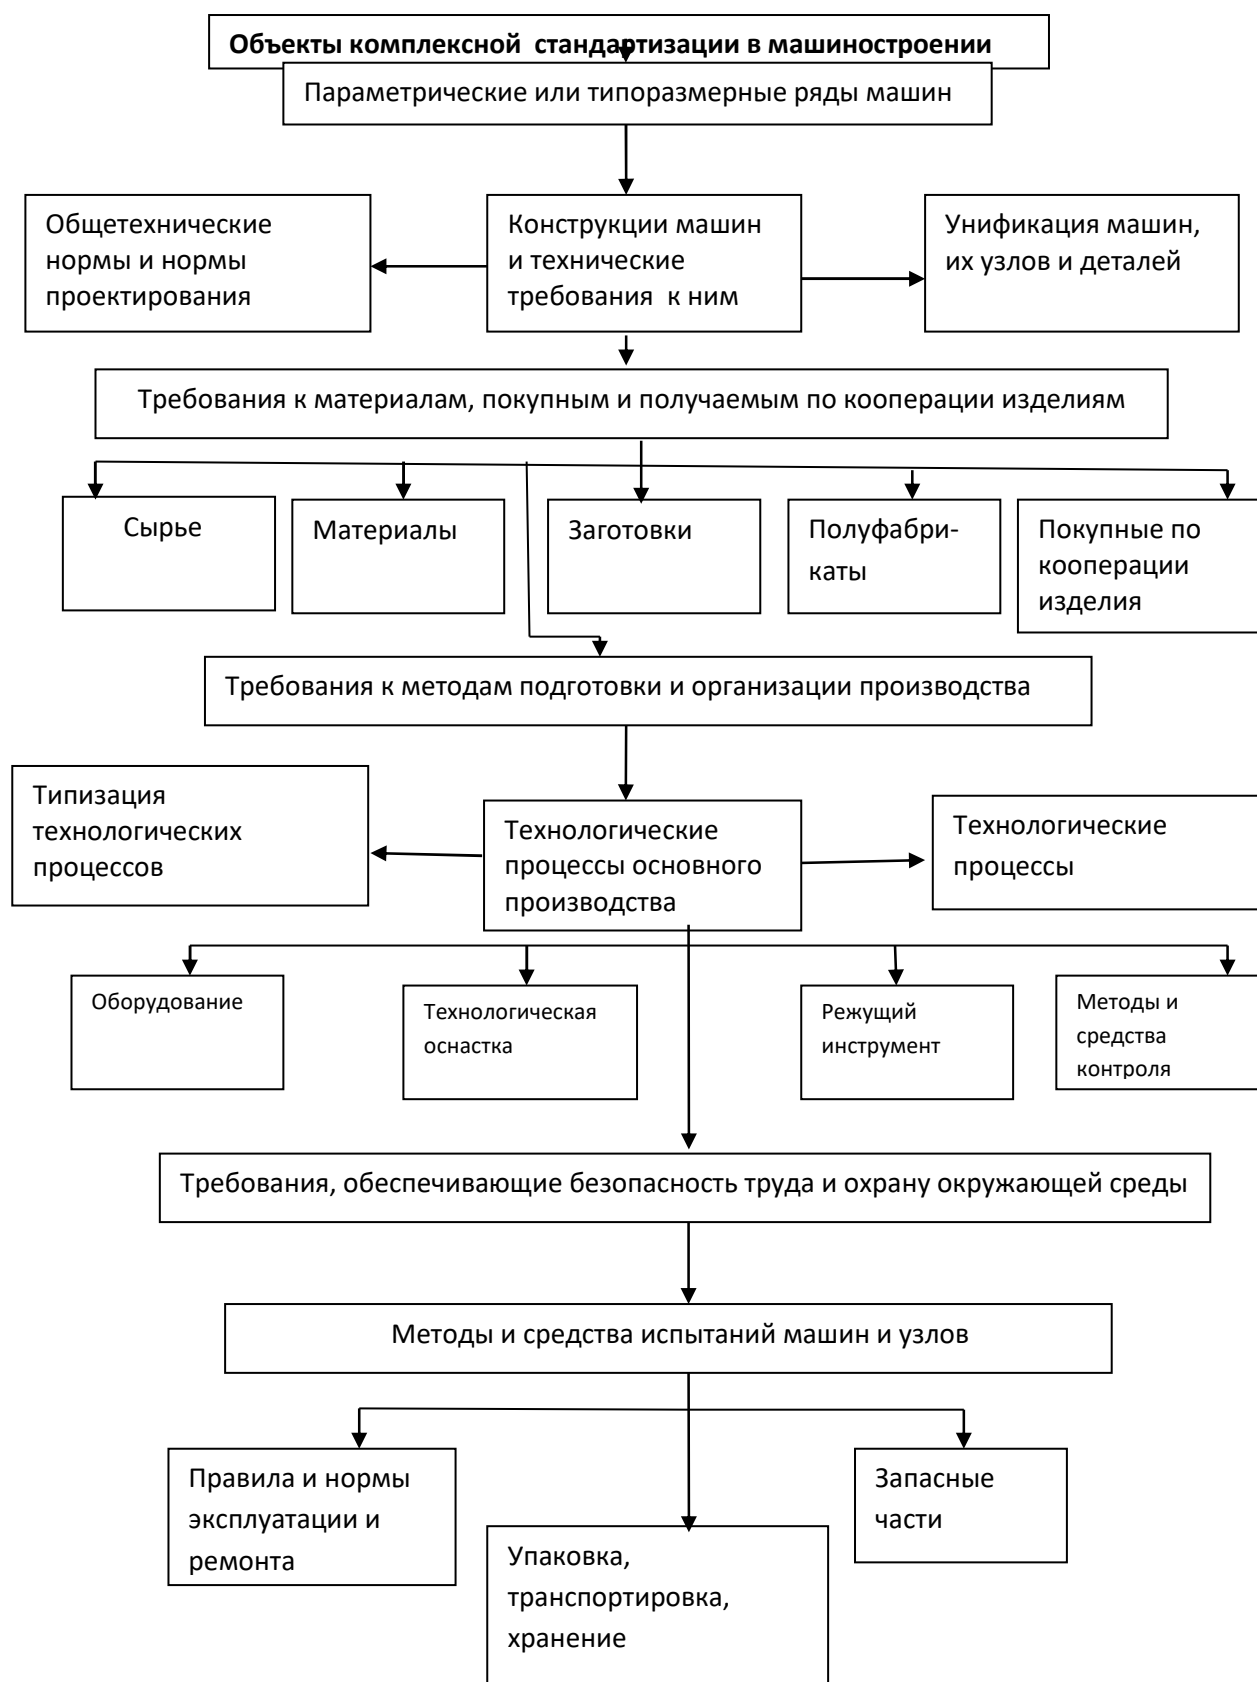 Объекты комплексной  стандартизации в машиностроении
Параметрические или типоразмерные ряды машин
Общетехнические
нормы и нормы
проектирования
Конструкции машин
и технические
требования  к ним
Унификация машин,
их узлов и деталей
Требования к материалам, покупным и получаемым по кооперации изделиям
Сырье
Материалы
Заготовки
Полуфабри-
каты
Покупные по
кооперации
изделия
Требования к методам подготовки и организации производства
Типизация
технологических
процессов
Технологические
процессы основного
производства
Технологические
процессы
Оборудование
Технологическая
оснастка
Режущий
инструмент
Методы и
средства
контроля
Требования, обеспечивающие безопасность труда и охрану окружающей среды
Методы и средства испытаний машин и узлов
Правила и нормы
эксплуатации и
ремонта
Упаковка,
транспортировка,
хранение
Запасные
части